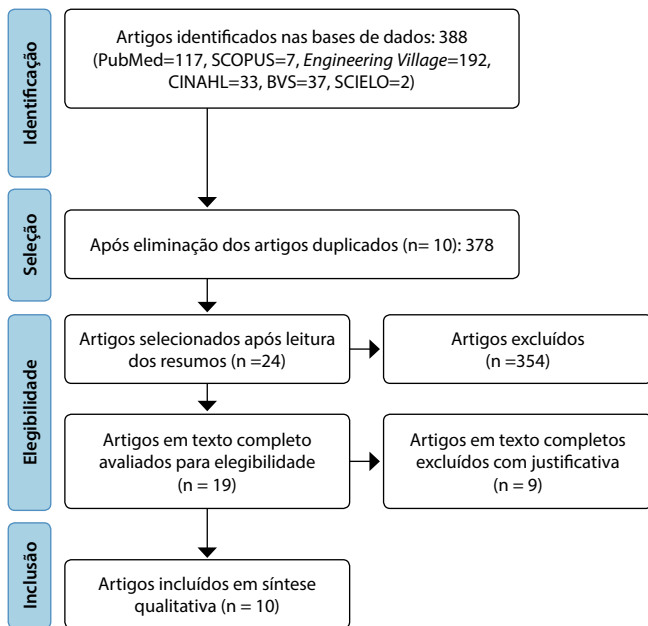 Identificação
Artigos identificados nas bases de dados: 388
(PubMed=117, SCOPUS=7, Engineering Village=192,
CINAHL=33, BVS=37, SCIELO=2)
Seleção
Após eliminação dos artigos duplicados (n= 10): 378
Elegibilidade
Artigos selecionados após leitura
dos resumos (n =24)
Artigos excluídos
(n =354)
Artigos em texto completo
avaliados para elegibilidade
(n = 19)
Artigos em texto completos
excluídos com justificativa
(n = 9)
Inclusão
Artigos incluídos em síntese
qualitativa (n = 10)